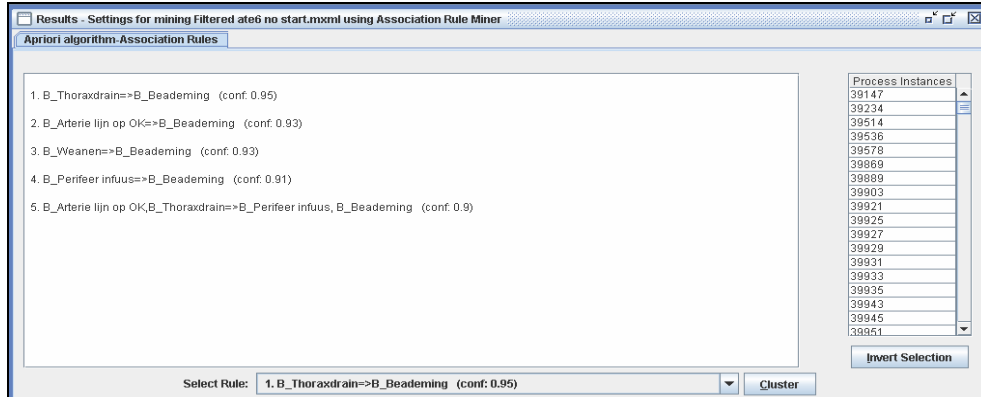 Results - Settings for mining Filtered ate6 no start.mxml using Association Rule Miner
Apriori algorithm-Association Rules
1. B_Thoraxdrain=>B_Beademing (conf: 0.95)
2. B_Arterie lijn op OK=>B_Beademing (conf: 0.93)
3. B_Weanen=>B_Beademing (conf: 0.93)
4. B_Perifeer infuus=>B_Beademing (conf: 0.91)
5. B_Arterie lijn op OK,B_Thoraxdrain=>B_Perifeer infuus, B_Beademing (conf: 0.9)
Process Instances
39147
39234
39514
39536
39578
39869
39889
39903
39921
39925
39927
39929
39931
39933
39935
39943
39945
39951
Invert Selection
Select Rule: 1. B_Thoraxdrain=>B_Beademing (conf: 0.95) Cluster